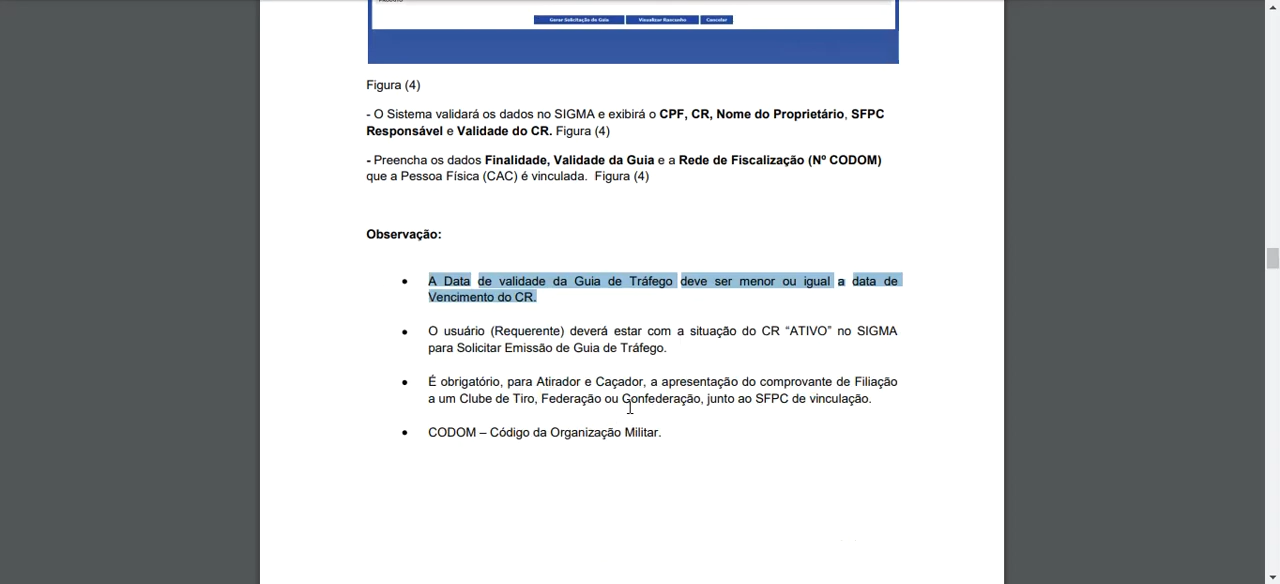 Gerar Solicitação de Guia Visualizar Rascunho Cancelar
Figura (4)
- O Sistema validará os dados no SIGMA e exibirá o CPF, CR, Nome do Proprietário, SFPC
Responsável e Validade do CR. Figura (4)
- Preencha os dados Finalidade, Validade da Guia e a Rede de Fiscalização (Nº CODOM)
que a Pessoa Física (CAC) é vinculada. Figura (4)
Observação:
• A Data de validade da Guia de Tráfego deve ser menor ou igual a data de
Vencimento do CR.
• O usuário (Requerente) deverá estar com a situação do CR “ATIVO” no SIGMA
para Solicitar Emissão de Guia de Tráfego.
• É obrigatório, para Atirador e Caçador, a apresentação do comprovante de Filiação
a um Clube de Tiro, Federação ou Confederação, junto ao SFPC de vinculação.
• CODOM – Código da Organização Militar.